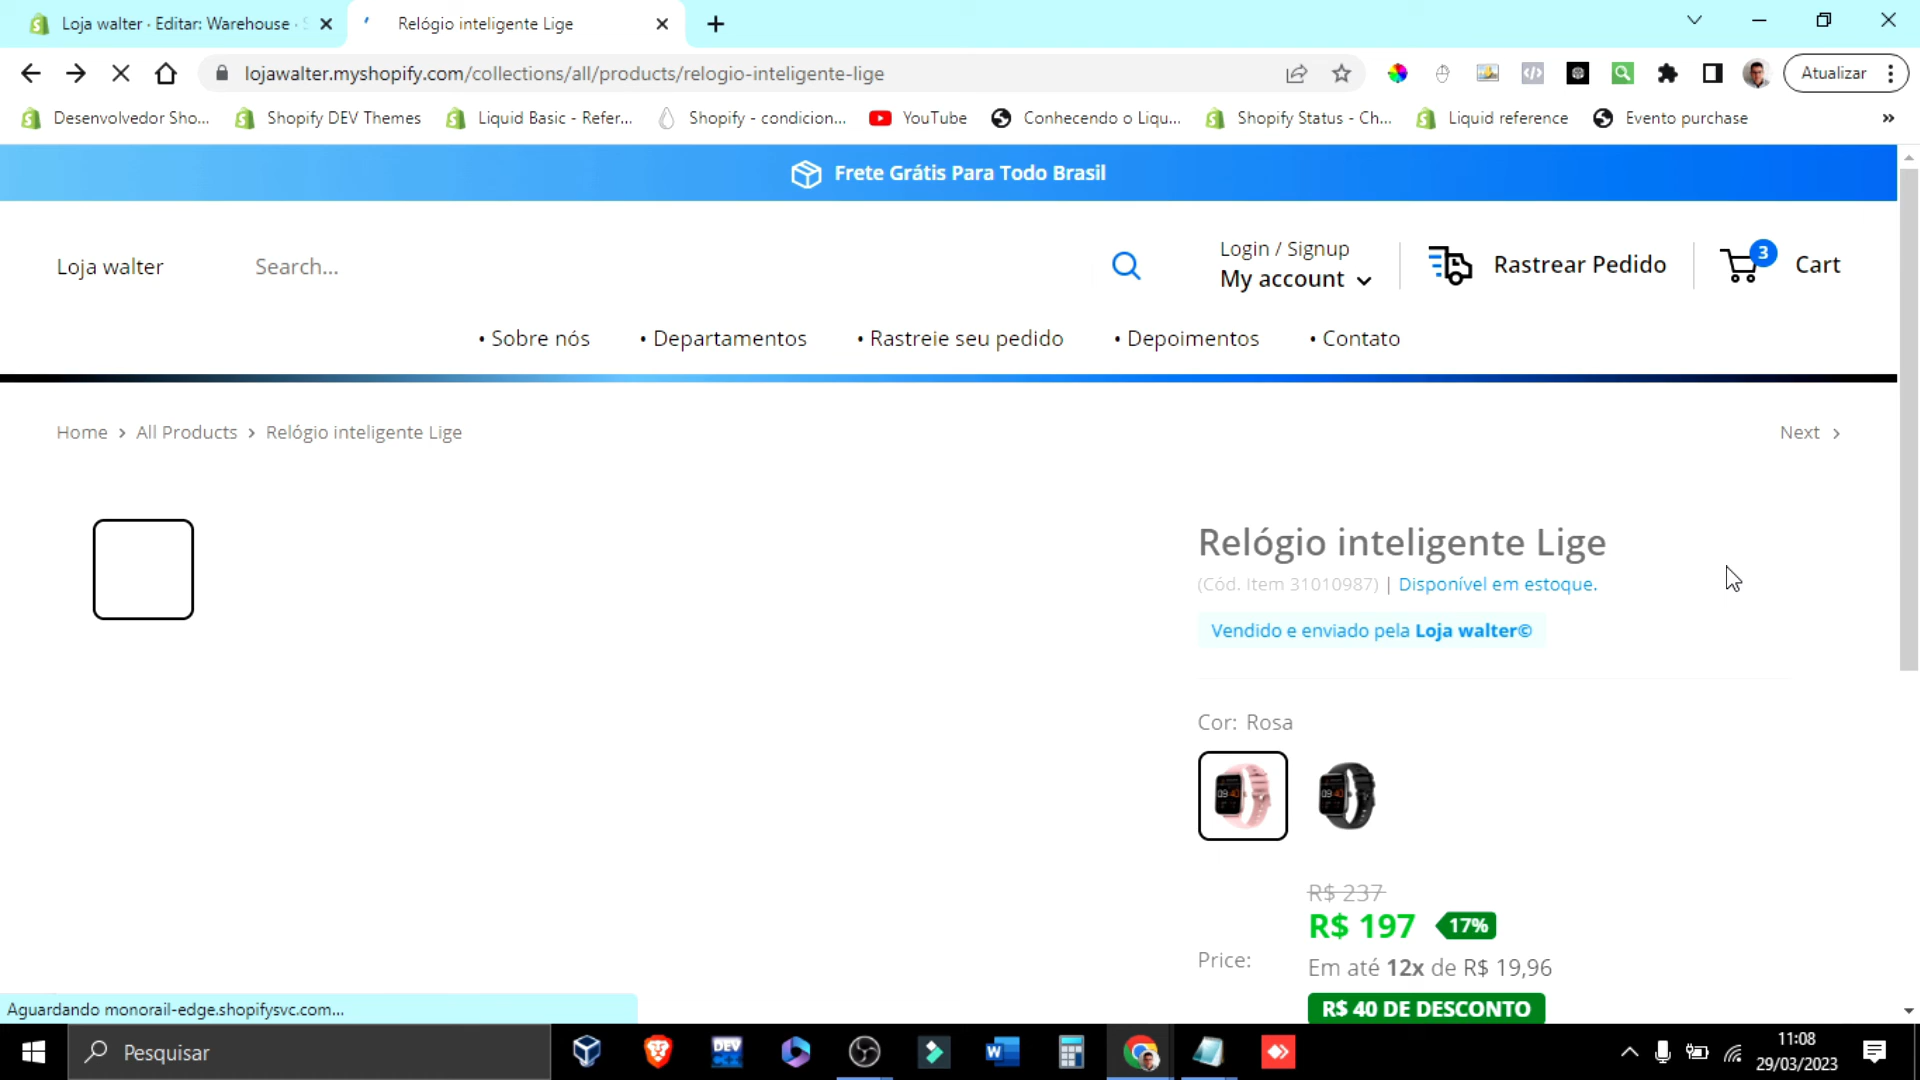 Loja walter · Editar: Warehouse ·
Relógio inteligente Lige
lojawalter.myshopify.com/collections/all/products/relogio-inteligente-lige
Atualizar
Desenvolvedor Sho...
Shopify DEV Themes
Liquid Basic - Refer...
Shopify - condicion...
YouTube
Conhecendo o Liqu...
Shopify Status - Ch...
Liquid reference
Evento purchase
»
Frete Grátis Para Todo Brasil
Loja walter
Search...
Login / Signup
My account
Rastrear Pedido
3
Cart
• Sobre nós
• Departamentos
• Rastreie seu pedido
• Depoimentos
• Contato
Home > All Products > Relógio inteligente Lige
Next >
Relógio inteligente Lige
(Cód. Item 31010987) | Disponível em estoque.
Vendido e enviado pela Loja walter©
Cor: Rosa
R$ 237
R$ 197
17%
Price:
Em até 12x de R$ 19,96
R$ 40 DE DESCONTO
Aguardando monorail-edge.shopifysvc.com...
Pesquisar
DEV
C++
W
11:08
29/03/2023